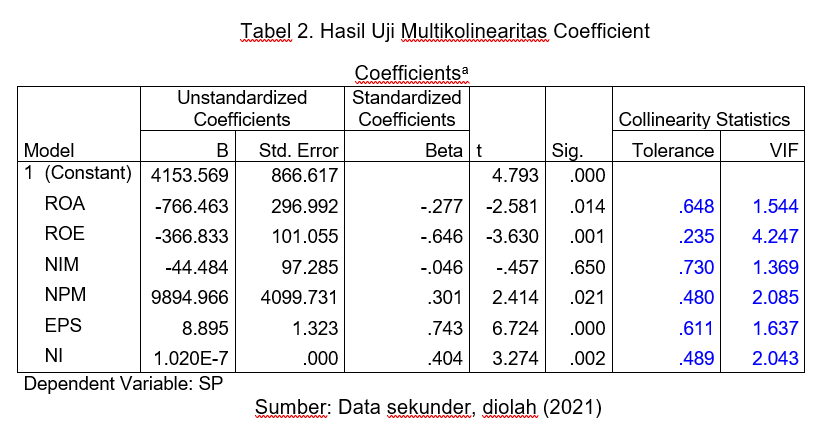 Tabel 2. Hasil Uji Multikolinearitas Coefficient
Coefficientsª
Unstandardized Coefficients Standardized Coefficients Collinearity Statistics
Model B Std. Error Beta t Sig. Tolerance VIF
1 (Constant) 4153.569 866.617 4.793 .000
ROA -766.463 296.992 -.277 -2.581 .014 .648 1.544
ROE -366.833 101.055 -.646 -3.630 .001 .235 4.247
NIM -44.484 97.285 -.046 -.457 .650 .730 1.369
NPM 9894.966 4099.731 .301 2.414 .021 .480 2.085
EPS 8.895 1.323 .743 6.724 .000 .611 1.637
NI 1.020E-7 .000 .404 3.274 .002 .489 2.043
Dependent Variable: SP
Sumber: Data sekunder, diolah (2021)